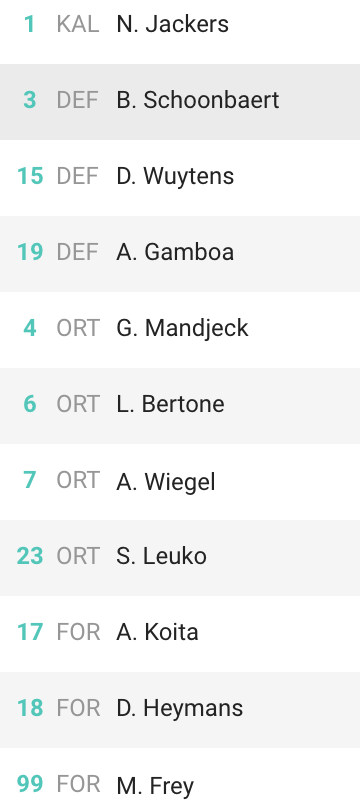 1 KAL N. Jackers
3 DEF B. Schoonbaert
15 DEF D. Wuytens
19 DEF A. Gamboa
4 ORT G. Mandjeck
6 ORT L. Bertone
7 ORT A. Wiegel
23 ORT S. Leuko
17 FOR A. Koita
18 FOR D. Heymans
99 FOR M. Frey